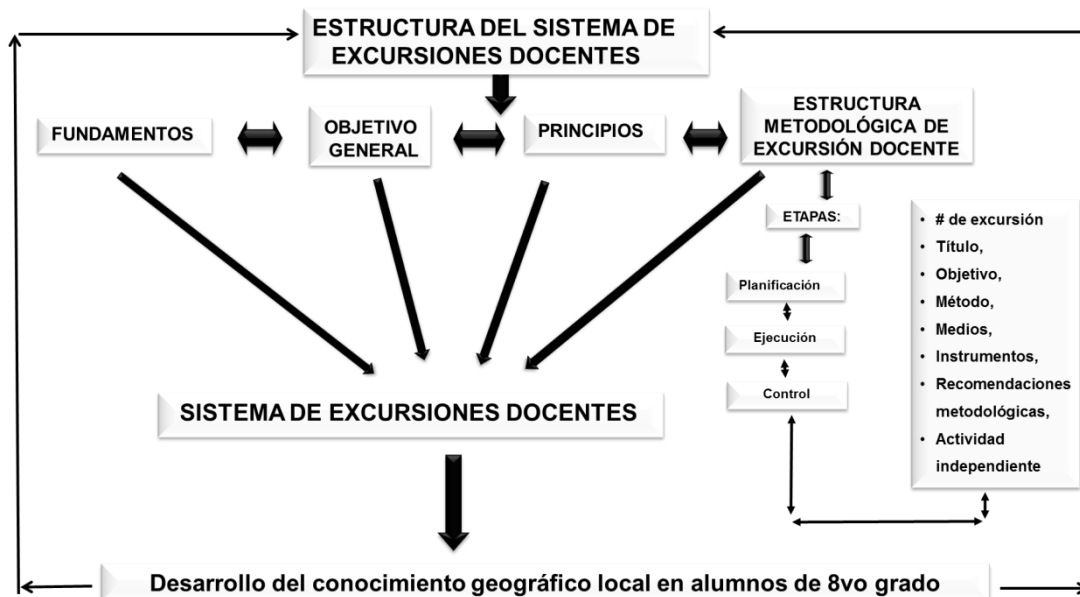 ESTRUCTURA DEL SISTEMA DE
EXCURSIONES DOCENTES
FUNDAMENTOS
OBJETIVO
GENERAL
PRINCIPIOS
ESTRUCTURA
METODOLÓGICA DE
EXCURSIÓN DOCENTE
ETAPAS:
Planificación
Ejecución
Control
• # de excursión
• Título,
• Objetivo,
• Método,
• Medios,
• Instrumentos,
• Recomendaciones
metodológicas,
• Actividad
independiente
SISTEMA DE EXCURSIONES DOCENTES
Desarrollo del conocimiento geográfico local en alumnos de 8vo grado